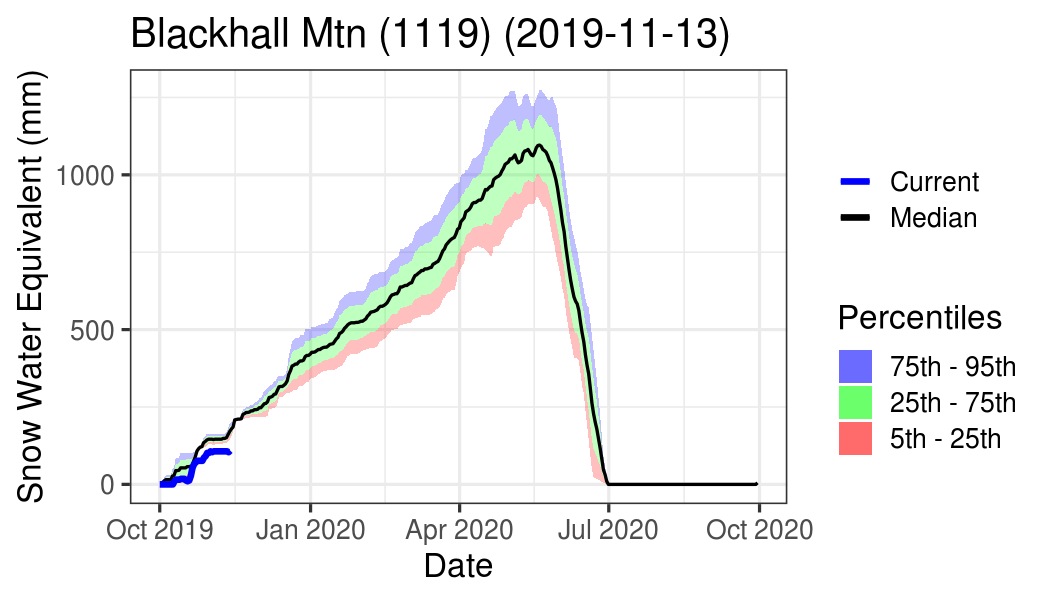 Blackhall Mtn (1119) (2019-11-13)
Snow Water Equivalent (mm)
1000
500
0
Oct 2019
Jan 2020
Apr 2020
Jul 2020
Oct 2020
Date
Current
Median
Percentiles
75th - 95th
25th - 75th
5th - 25th